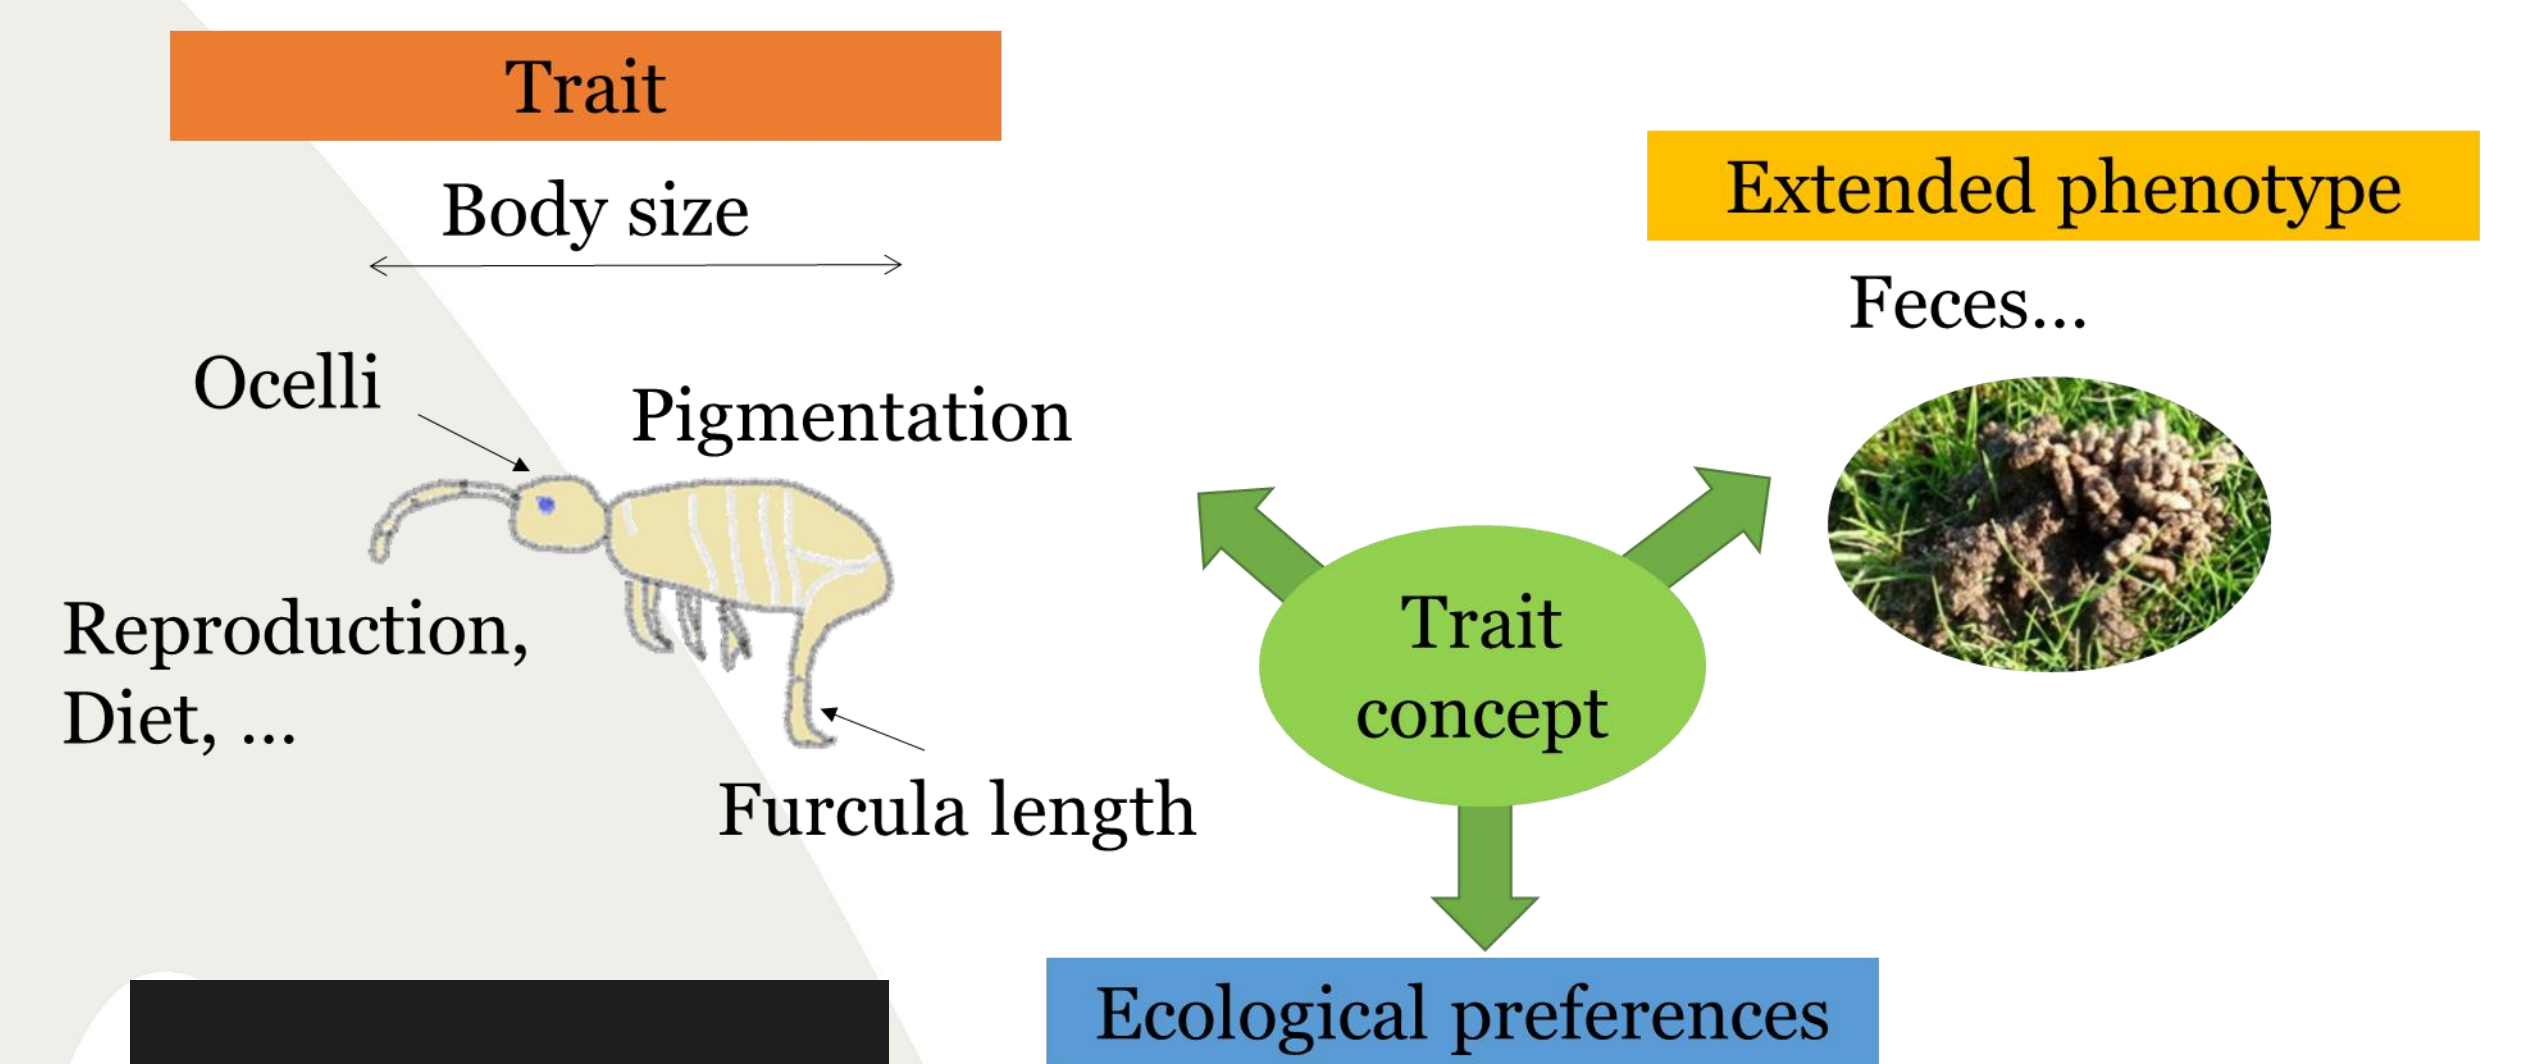 Trait
Body size
Ocelli
Pigmentation
Reproduction,
Diet, ...
Furcula length
Extended phenotype
Feces...
Trait
concept
Ecological preferences